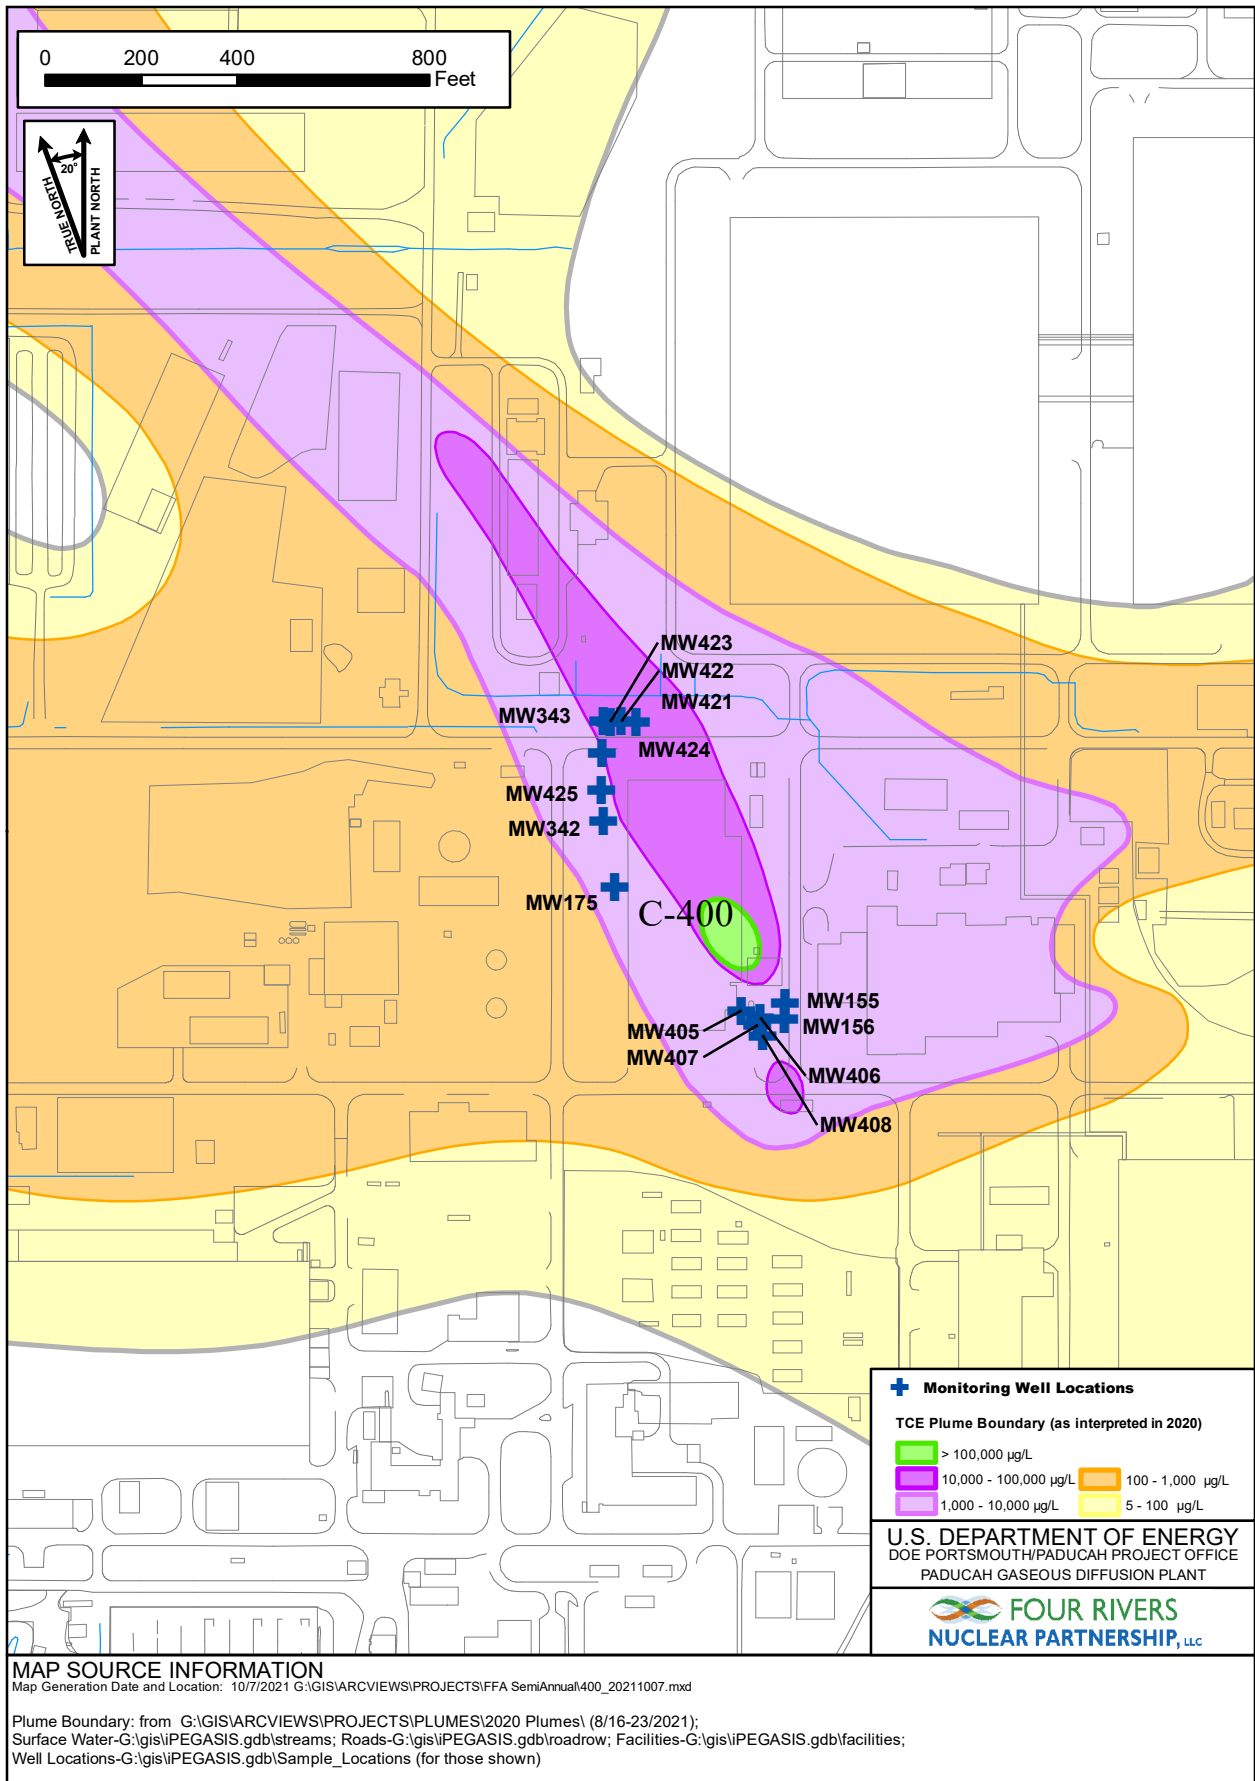 0 200 400 800
Feet
20°
TRUE NORTH
PLANT NORTH
MW423
MW422
MW421
MW343
MW424
MW425
MW342
MW175
C-400
MW155
MW405
MW156
MW407
MW406
MW408
Monitoring Well Locations
TCE Plume Boundary (as interpreted in 2020)
> 100,000 µg/L
10,000 - 100,000 µg/L 100 - 1,000 µg/L
1,000 - 10,000 µg/L 5 - 100 µg/L
U.S. DEPARTMENT OF ENERGY
DOE PORTSMOUTH/PADUCAH PROJECT OFFICE
PADUCAH GASEOUS DIFFUSION PLANT
FOUR RIVERS
NUCLEAR PARTNERSHIP, LLC
MAP SOURCE INFORMATION
Map Generation Date and Location: 10/7/2021 G:\GIS\ARCVIEWS\PROJECTS\FFA SemiAnnual\400_20211007.mxd
Plume Boundary: from G:\GIS\ARCVIEWS\PROJECTS\PLUMES\2020 Plumes\ (8/16-23/2021);
Surface Water-G:\gis\iPEGASIS.gdb\streams; Roads-G:\gis\iPEGASIS.gdb\roadrow; Facilities-G:\gis\iPEGASIS.gdb\facilities;
Well Locations-G:\gis\iPEGASIS.gdb\Sample_Locations (for those shown)